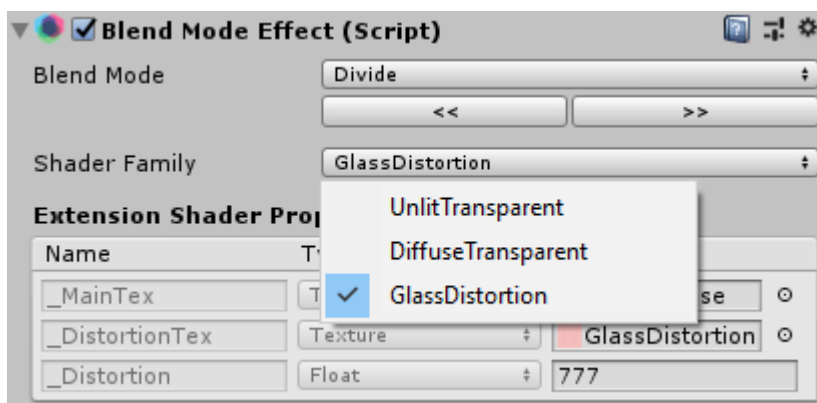 Blend Mode Effect (Script)
Blend Mode
Divide
<< >>
Shader Family
GlassDistortion
UnlitTransparent
DiffuseTransparent
GlassDistortion
Extension Shader
Name
_MainTex
se
_DistortionTex Texture GlassDistortion
_Distortion Float 777